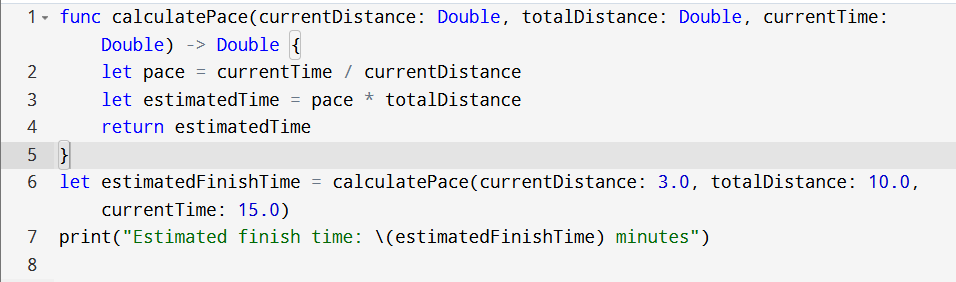 1 func calculatePace(currentDistance: Double, totalDistance: Double, currentTime:
Double) -> Double {
2 let pace = currentTime / currentDistance
3 let estimatedTime = pace * totalDistance
4 return estimatedTime
5 }
6 let estimatedFinishTime = calculatePace(currentDistance: 3.0, totalDistance: 10.0,
currentTime: 15.0)
7 print("Estimated finish time: \(estimatedFinishTime) minutes")
8